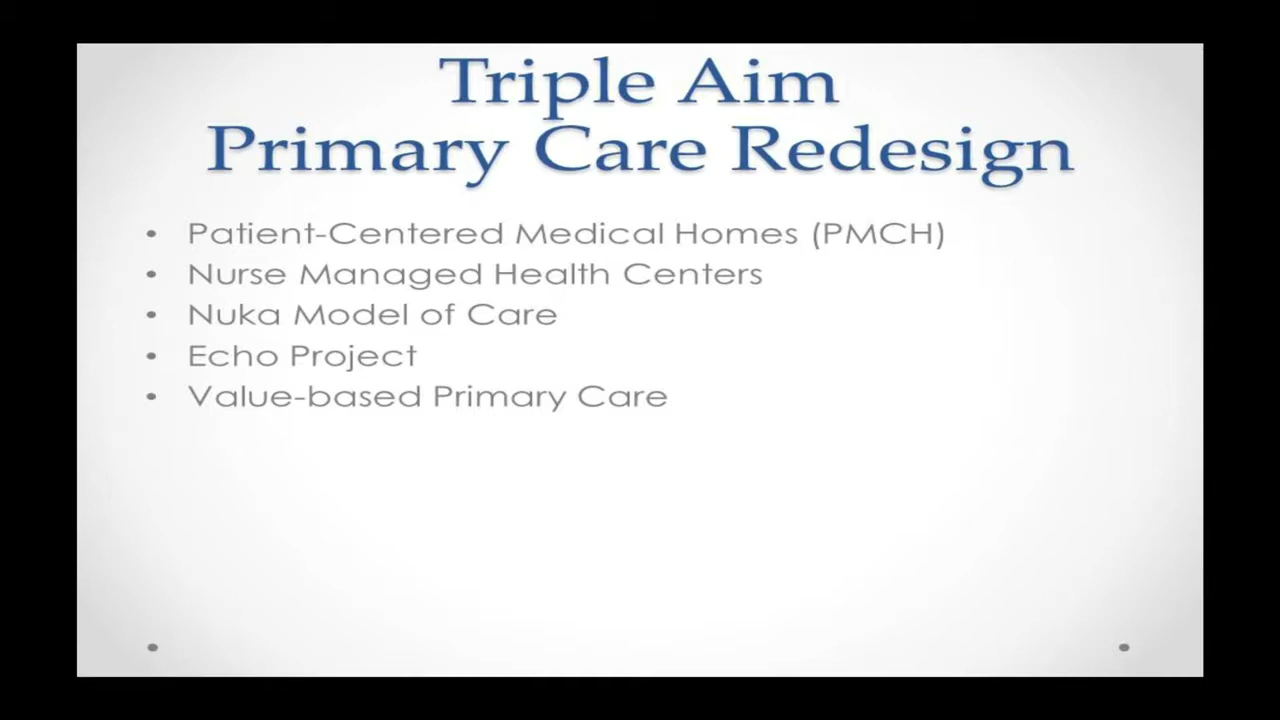 Triple Aim
Primary Care Redesign
• Patient-Centered Medical Homes (PMCH)
• Nurse Managed Health Centers
• Nuka Model of Care
• Echo Project
• Value-based Primary Care